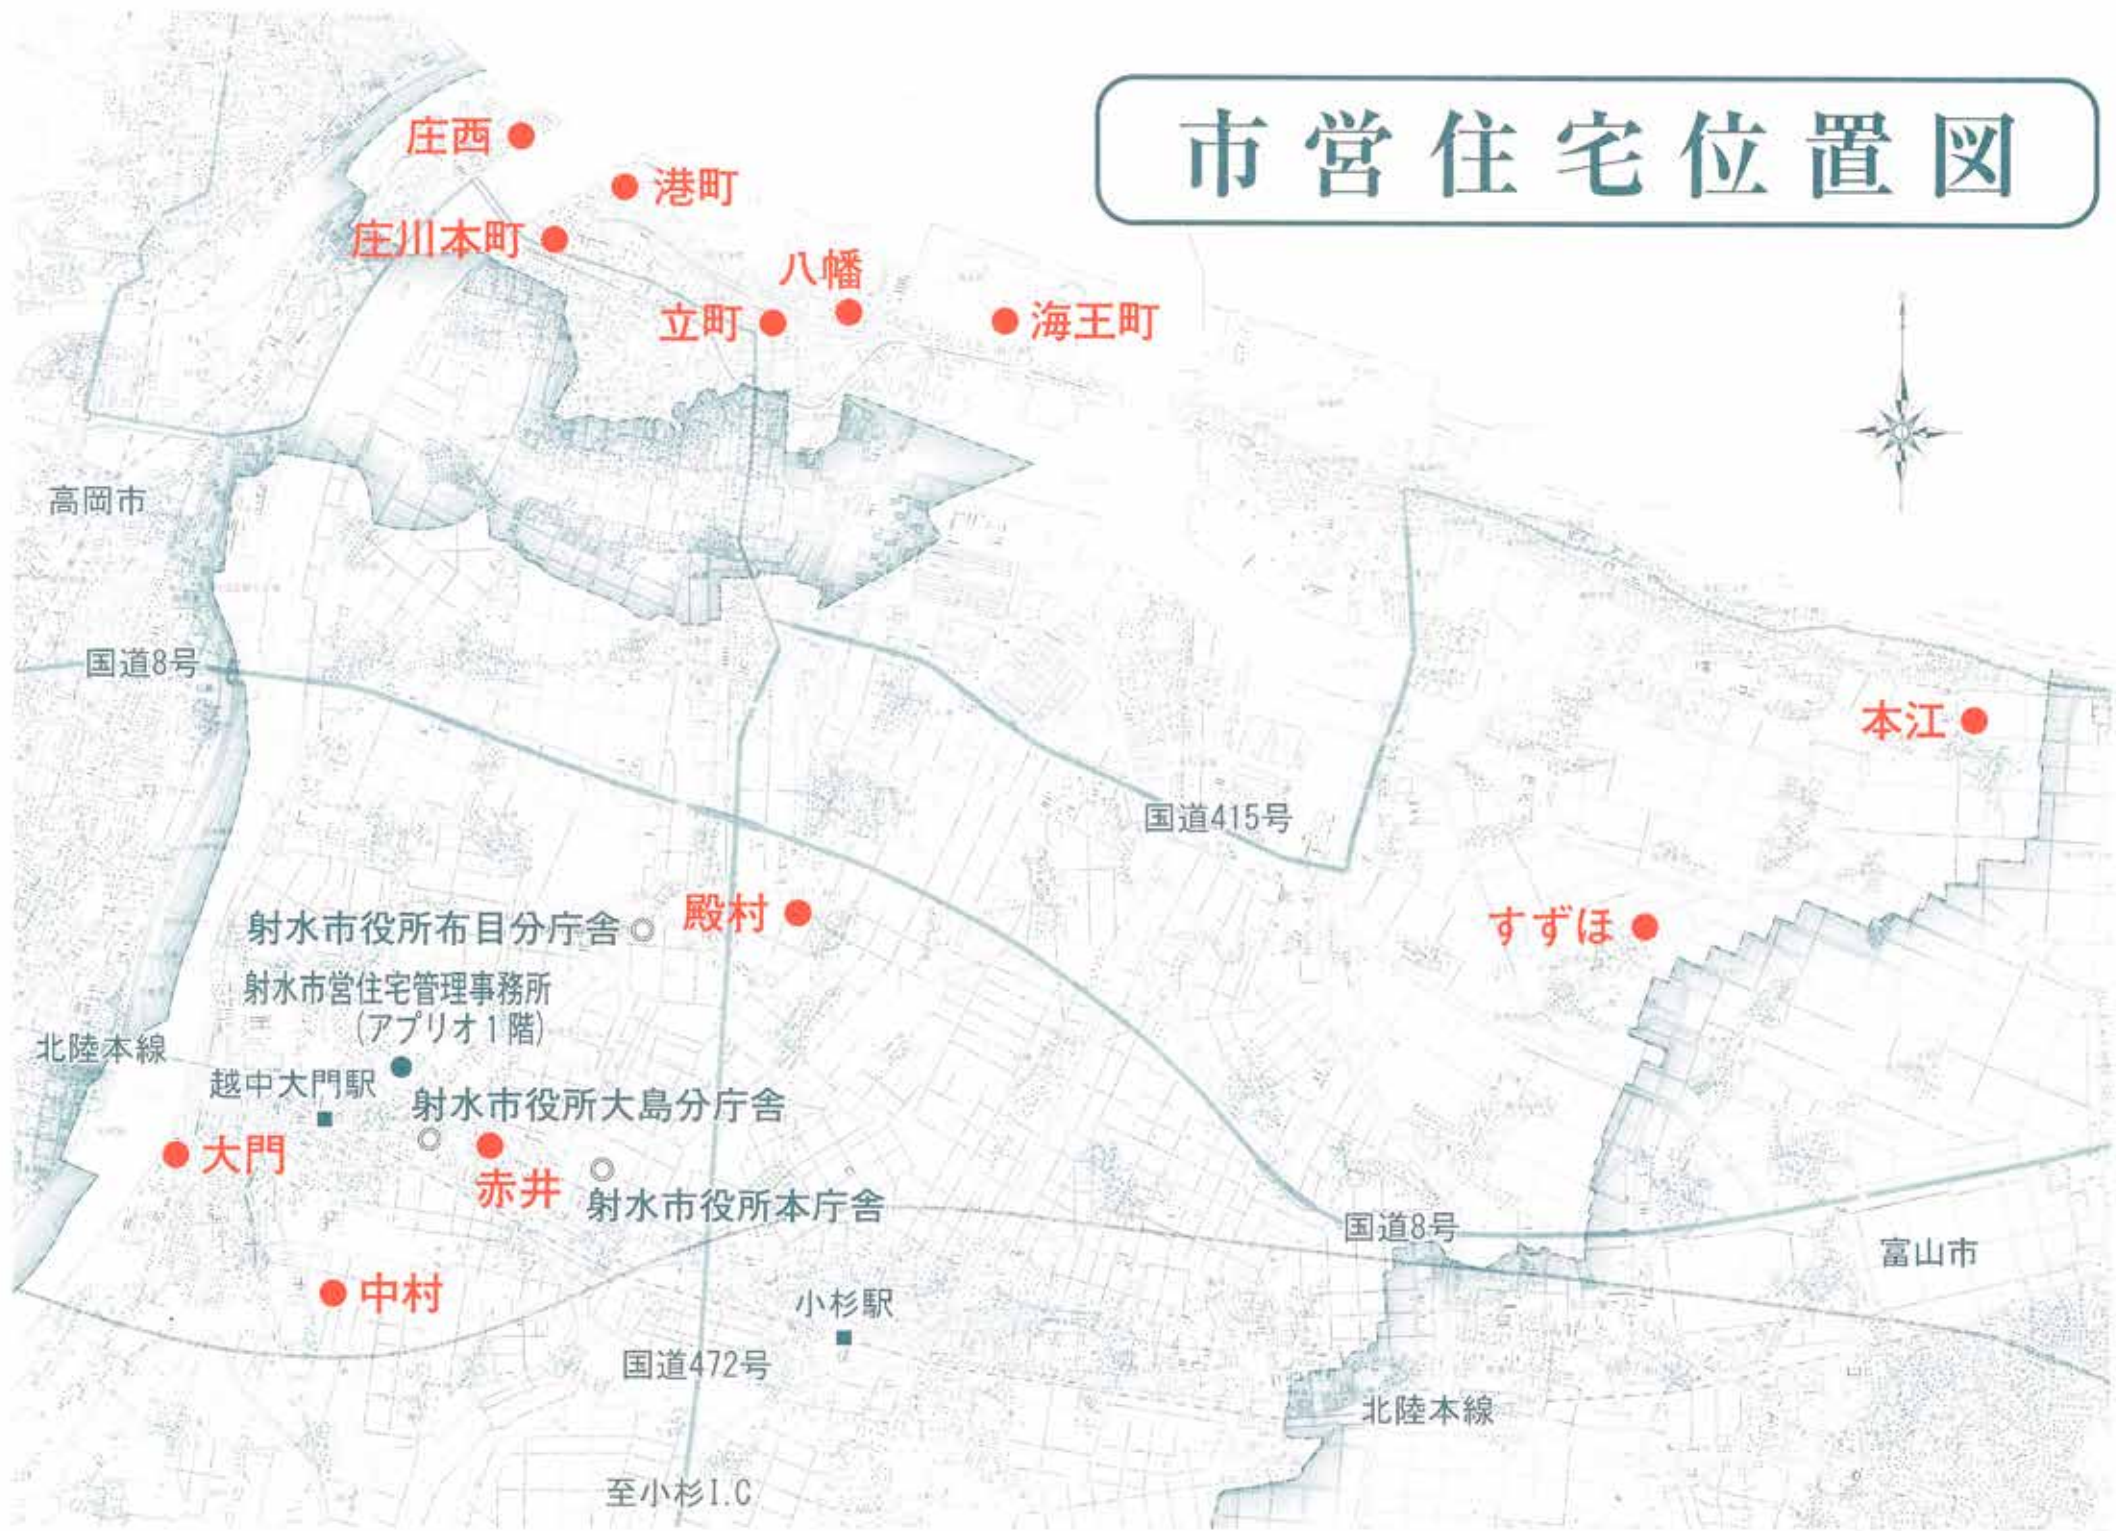 市営住宅位置図
庄西
港町
庄川本町
八幡
立町
海王町
高岡市
国道8号
本江
国道415号
殿村
すずほ
射水市役所布目分庁舎
射水市営住宅管理事務所
(アプリオ1階)
北陸本線
越中大門駅
射水市役所大島分庁舎
大門
赤井
射水市役所本庁舎
国道8号
富山市
中村
小杉駅
国道472号
北陸本線
至小杉I.C